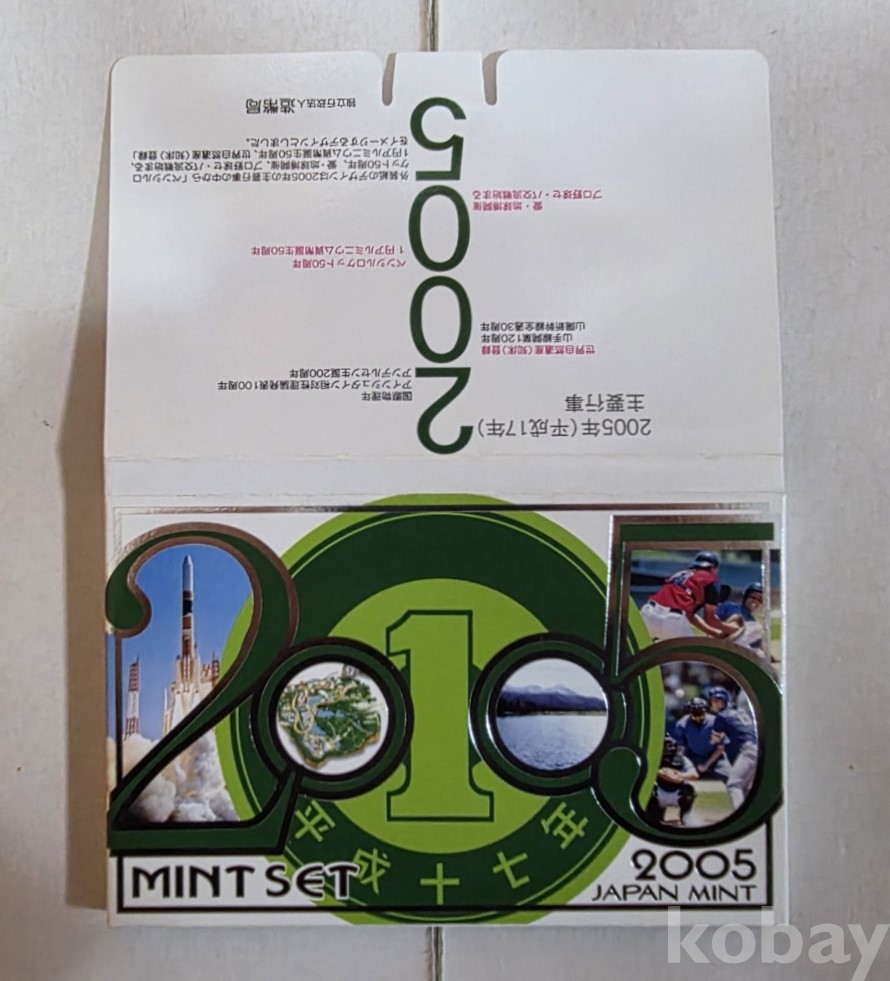 2005年(平成17年)
主要行事
国際物理年
アインシュタイン相対性理論発表100周年
アンデルセン生誕200周年
世界自然遺産(知床)登録
山手線開業120周年
山陽新幹線全通30周年
ペンシルロケット50周年
1円アルミニウム貨幣誕生50周年
愛・地球博開催
プロ野球セ・パ交流戦始まる
2005
外装紙のデザインは2005年の主要行事の中から「ペンシルロ
ケット50周年、愛・地球博開催、プロ野球セ・パ交流戦始まる、
1円アルミニウム貨幣誕生50周年、世界自然遺産(知床)登録」
をイメージするデザインとしました。
独立行政法人 造幣局
2005
1
平成十七年
MINT SET
2005
JAPAN MINT
kobay